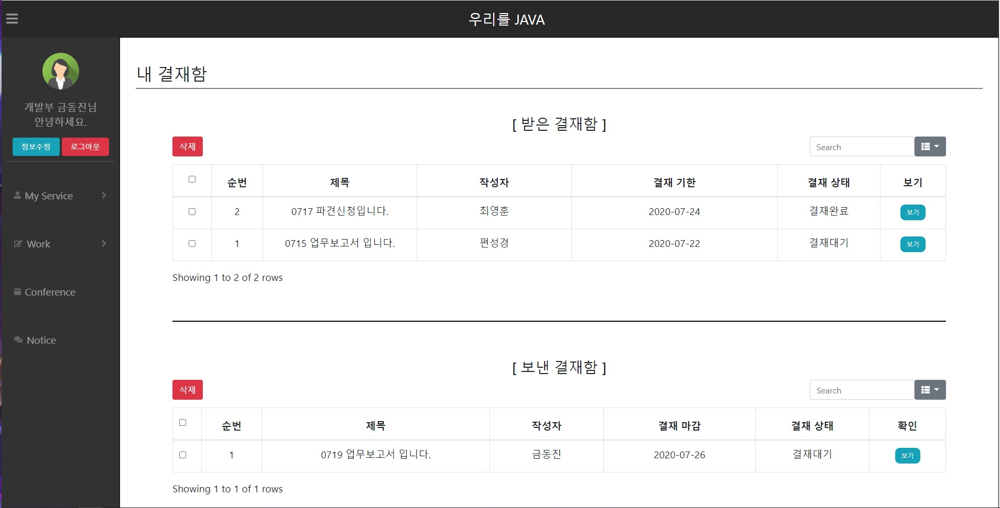 우리를 JAVA
개발부 금동진님
안녕하세요.
정보수정 로그아웃
My Service
Work
Conference
Notice
내 결재함
[ 받은 결재함 ]
삭제 Search
순번 제목 작성자 결재 기한 결재 상태 보기
2 0717 파견신청입니다. 최영훈 2020-07-24 결재완료 보기
1 0715 업무보고서 입니다. 편성경 2020-07-22 결재대기 보기
Showing 1 to 2 of 2 rows
[ 보낸 결재함 ]
삭제 Search
순번 제목 작성자 결재 마감 결재 상태 확인
1 0719 업무보고서 입니다. 금동진 2020-07-26 결재대기 보기
Showing 1 to 1 of 1 rows